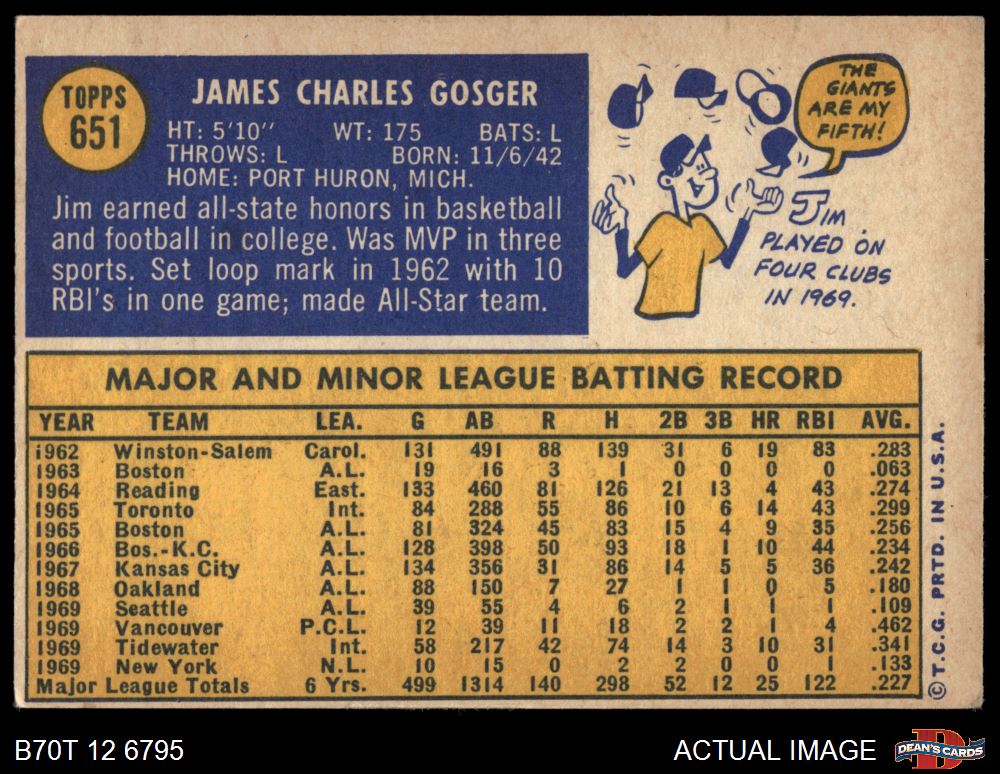 TOPPS
651
JAMES CHARLES GOSGER
HT: 5'10" WT: 175 BATS: L
THROWS: L BORN: 11/6/42
HOME: PORT HURON, MICH.
Jim earned all-state honors in basketball
and football in college. Was MVP in three
sports. Set loop mark in 1962 with 10
RBI's in one game; made All-Star team.
THE
GIANTS
ARE MY
FIFTH!
JIM
PLAYED ON
FOUR CLUBS
IN 1969.
MAJOR AND MINOR LEAGUE BATTING RECORD
YEAR TEAM LEA. G AB R H 2B 3B HR RBI AVG.
1962 Winston-Salem Carol. 131 491 88 139 31 6 19 83 .283
1963 Boston A.L. 19 16 3 1 0 0 0 0 .063
1964 Reading East. 133 460 81 126 21 13 4 43 .274
1965 Toronto Int. 84 288 55 86 10 6 14 43 .299
1965 Boston A.L. 81 324 45 83 15 4 9 35 .256
1966 Bos.-K.C. A.L. 128 398 50 93 18 1 10 44 .234
1967 Kansas City A.L. 134 356 31 86 14 5 5 36 .242
1968 Oakland A.L. 88 150 7 27 1 1 0 5 .180
1969 Seattle A.L. 39 55 4 6 2 1 1 1 .109
1969 Vancouver P.C.L. 12 39 11 18 2 2 1 4 .462
1969 Tidewater Int. 58 217 42 74 14 3 10 31 .341
1969 New York N.L. 10 15 0 2 2 0 0 1 .133
Major League Totals 6 Yrs. 499 1314 140 298 52 12 25 122 .227
© T.C.G. PRTD. IN U.S.A.
B70T 12 6795
ACTUAL IMAGE
D
DEAN'S CARDS